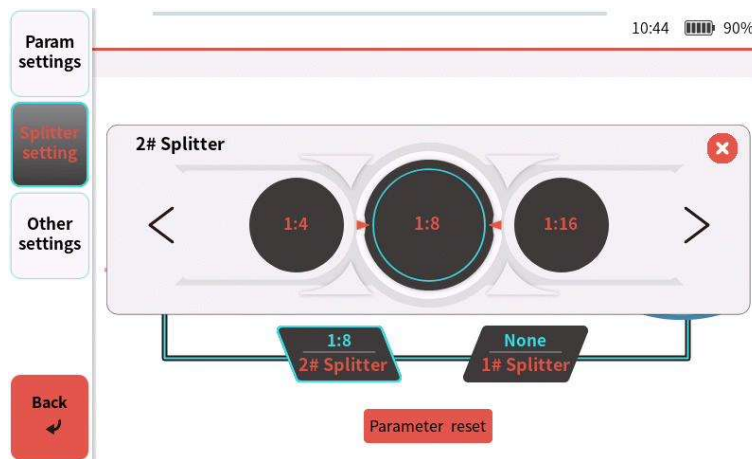 10:44 90%
Param
settings
Splitter
setting
Other
settings
Back
2# Splitter
1:4 1:8 1:16
1:8
2# Splitter
None
1# Splitter
Parameter reset